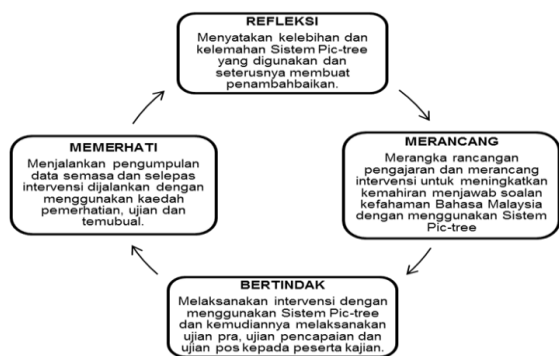 REFLEKSI
Menyatakan kelebihan dan
kelemahan Sistem Pic-tree
yang digunakan dan
seterusnya membuat
penambahbaikan.
MERANCANG
Merangka rancangan
pengajaran dan merancang
intervensi untuk meningkatkan
kemahiran menjawab soalan
kefahaman Bahasa Malaysia
dengan menggunakan Sistem
Pic-tree
BERTINDAK
Melaksanakan intervensi dengan
menggunakan Sistem Pic-tree
dan kemudiannya melaksanakan
ujian pra, ujian pencapaian dan
ujian pos kepada peserta kajian.
MEMERHATI
Menjalankan pengumpulan
data semasa dan selepas
intervensi dijalankan dengan
menggunakan kaedah
pemerhatian, ujian dan
temubual.